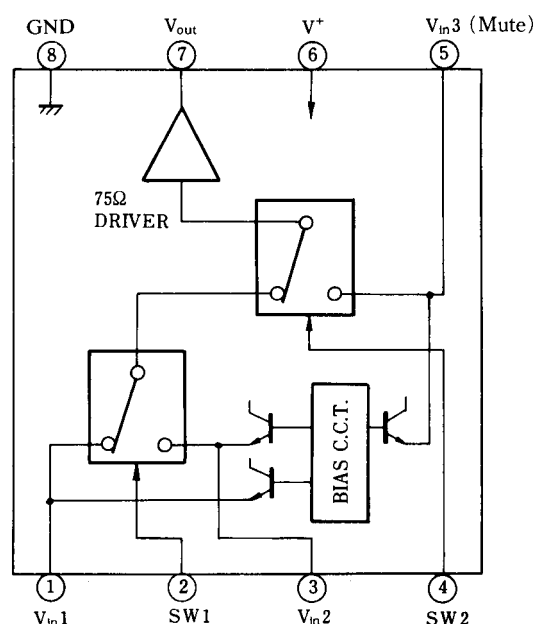 GND Vout V+ Vin3 (Mute)
8 7 6 5
75Ω
DRIVER
BIAS C.C.T.
1 2 3 4
Vin1 SW1 Vin2 SW2